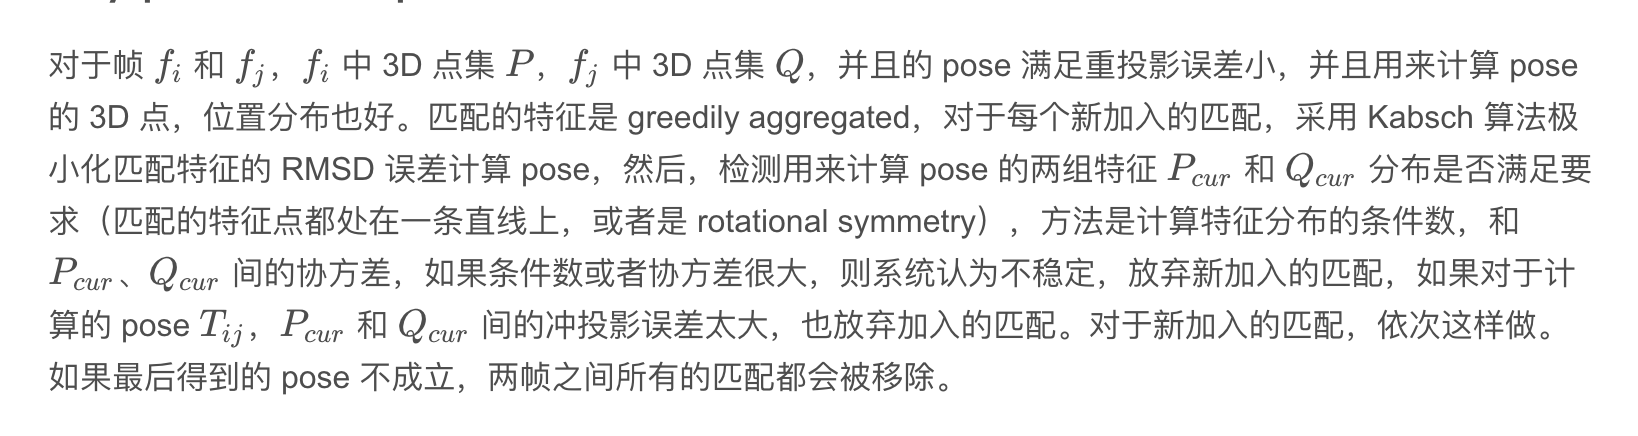 对于帧 f_i 和 f_j，f_i 中 3D 点集 P，f_j 中 3D 点集 Q，并且的 pose 满足重投影误差小，并且用来计算 pose
的 3D 点，位置分布也好。匹配的特征是 greedily aggregated，对于每个新加入的匹配，采用 Kabsch 算法极
小化匹配特征的 RMSD 误差计算 pose，然后，检测用来计算 pose 的两组特征 P_{cur} 和 Q_{cur} 分布是否满足要
求（匹配的特征点都处在一条直线上，或者是 rotational symmetry），方法是计算特征分布的条件数，和
P_{cur}、Q_{cur} 间的协方差，如果条件数或者协方差很大，则系统认为不稳定，放弃新加入的匹配，如果对于计
算的 pose T_{ij}，P_{cur} 和 Q_{cur} 间的冲投影误差太大，也放弃加入的匹配。对于新加入的匹配，依次这样做。
如果最后得到的 pose 不成立，两帧之间所有的匹配都会被移除。